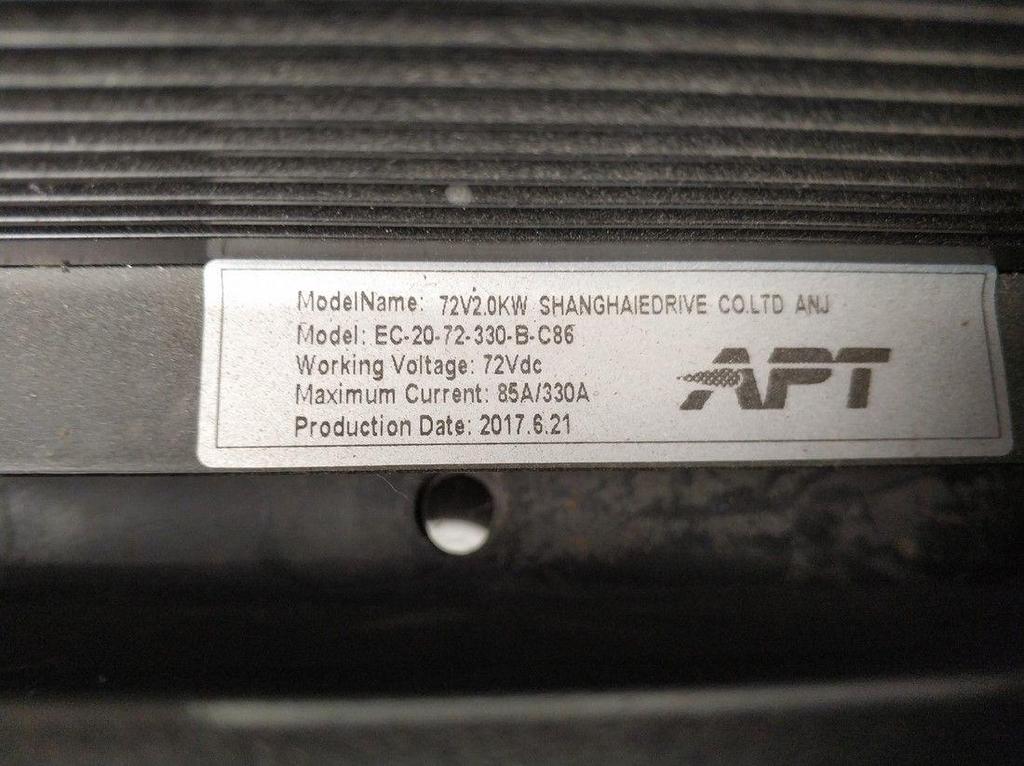 ModelName: 72V2.0KW SHANGHAIEDRIVE CO.LTD ANJ
Model: EC-20-72-330-B-C86
Working Voltage: 72Vdc
Maximum Current: 85A/330A
Production Date: 2017.6.21
APT